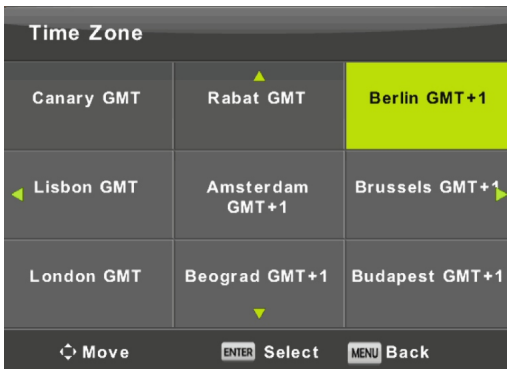 Time Zone
Canary GMT
Rabat GMT
Berlin GMT+1
Lisbon GMT
Amsterdam
GMT+1
Brussels GMT+1
London GMT
Beograd GMT+1
Budapest GMT+1
Move
ENTER Select
MENU Back